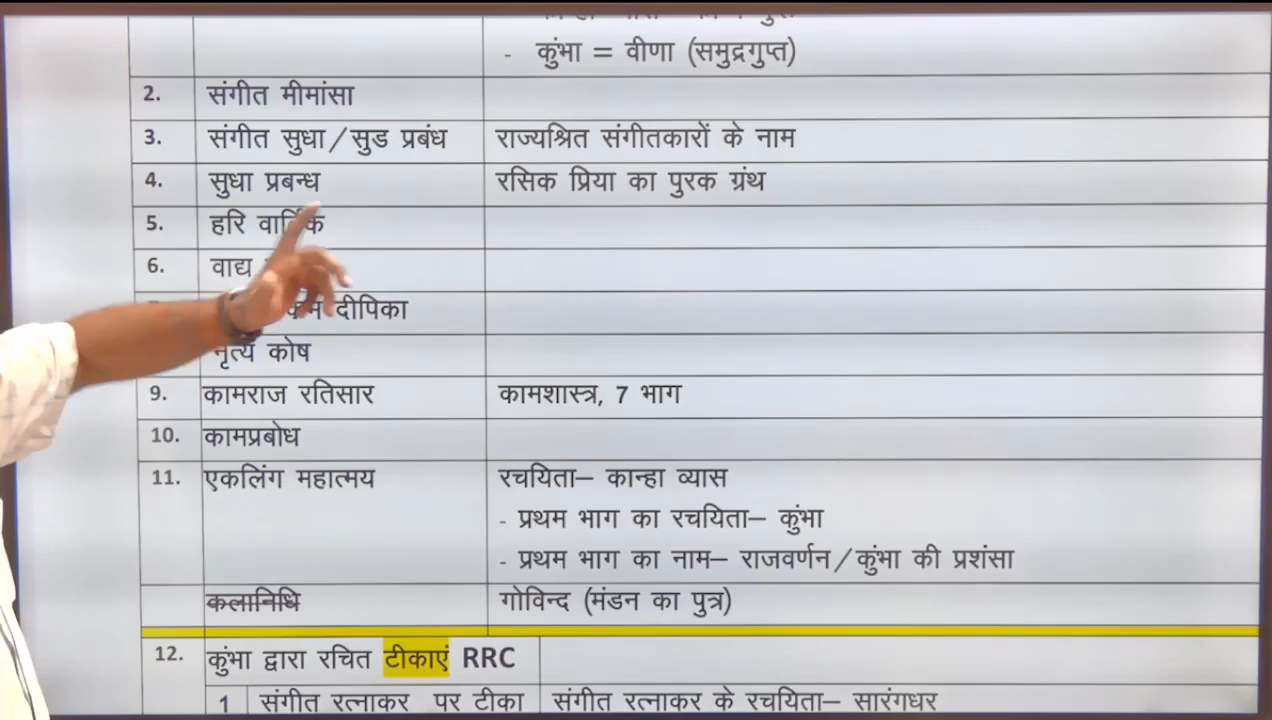 - कुंभा = वीणा (समुद्रगुप्त)
2. संगीत मीमांसा
3. संगीत सुधा/सुड प्रबंध राज्यश्रित संगीतकारों के नाम
4. सुधा प्रबन्ध रसिक प्रिया का पुरक ग्रंथ
5. हरि
6. वाद्य
दीपिका
नृत्य कोष
9. कामराज रतिसार कामशास्त्र, 7 भाग
10. कामप्रबोध
11. एकलिंग महात्मय रचयिता– कान्हा व्यास
- प्रथम भाग का रचयिता– कुंभा
- प्रथम भाग का नाम– राजवर्णन/कुंभा की प्रशंसा
कलानिधि गोविन्द (मंडन का पुत्र)
12. कुंभा द्वारा रचित टीकाएं RRC
1 संगीत रत्नाकर पर टीका संगीत रत्नाकर के रचयिता– सारंगधर